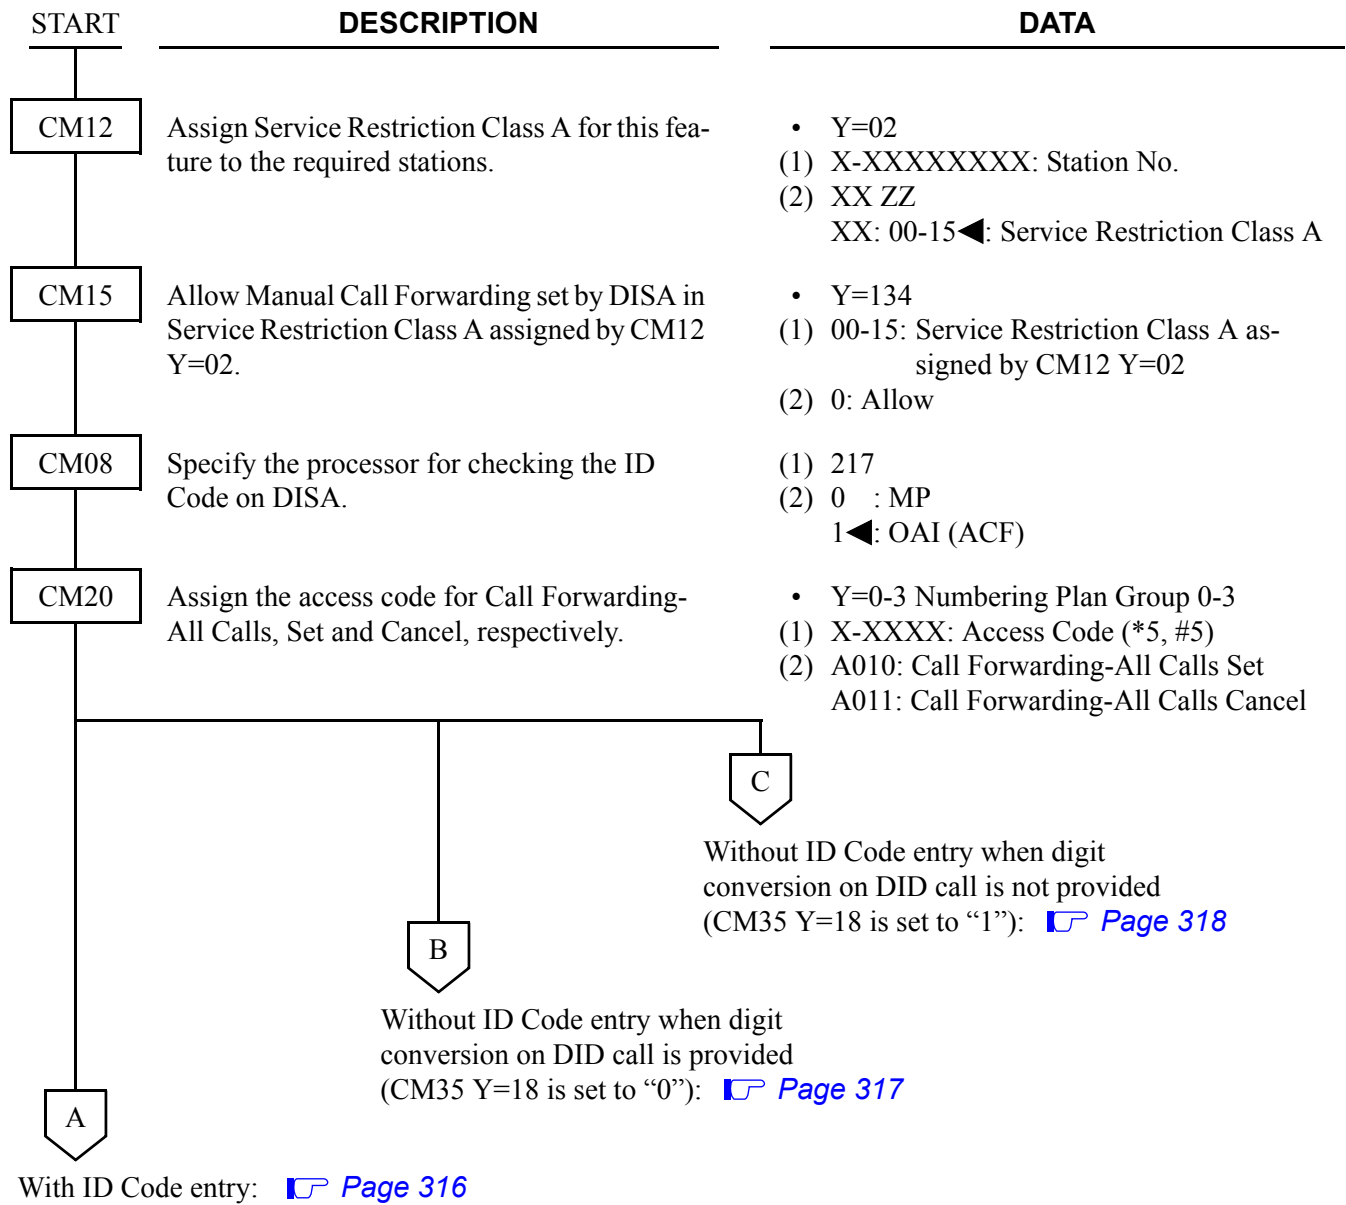 START DESCRIPTION DATA
CM12
Assign Service Restriction Class A for this fea-
ture to the required stations.
• Y=02
(1) X-XXXXXXXX: Station No.
(2) XX ZZ
XX: 00-15◀: Service Restriction Class A
CM15
Allow Manual Call Forwarding set by DISA in
Service Restriction Class A assigned by CM12
Y=02.
• Y=134
(1) 00-15: Service Restriction Class A as-
signed by CM12 Y=02
(2) 0: Allow
CM08
Specify the processor for checking the ID
Code on DISA.
(1) 217
(2) 0 : MP
1◀: OAI (ACF)
CM20
Assign the access code for Call Forwarding-
All Calls, Set and Cancel, respectively.
• Y=0-3 Numbering Plan Group 0-3
(1) X-XXXX: Access Code (*5, #5)
(2) A010: Call Forwarding-All Calls Set
A011: Call Forwarding-All Calls Cancel
C
Without ID Code entry when digit
conversion on DID call is not provided
(CM35 Y=18 is set to “1”): Page 318
B
Without ID Code entry when digit
conversion on DID call is provided
(CM35 Y=18 is set to “0”): Page 317
A
With ID Code entry: Page 316